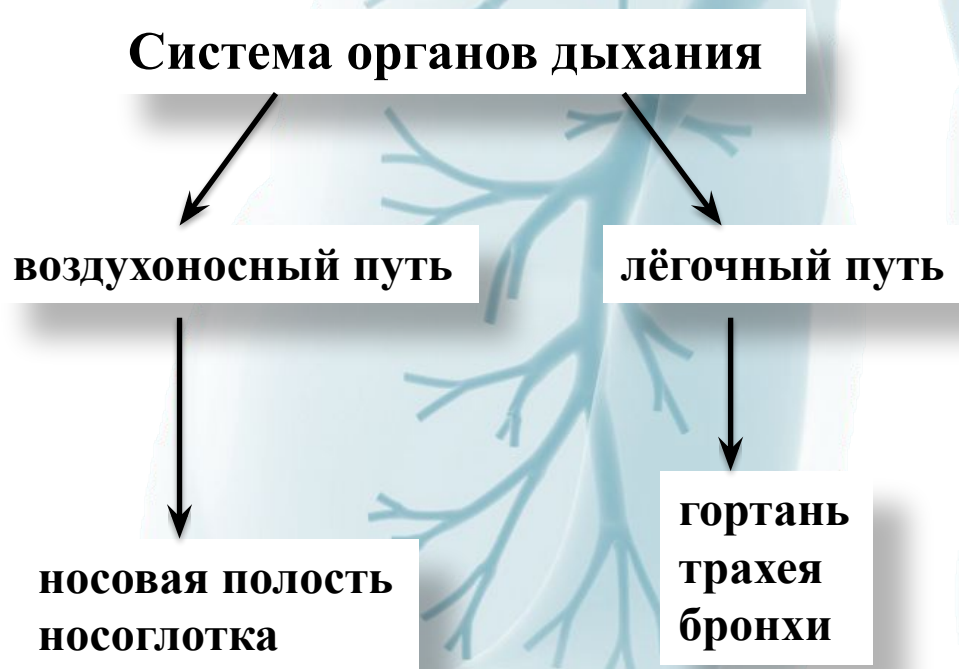 Система органов дыхания
воздухоносный путь
лёгочный путь
носовая полость
носоглотка
гортань
трахея
бронхи